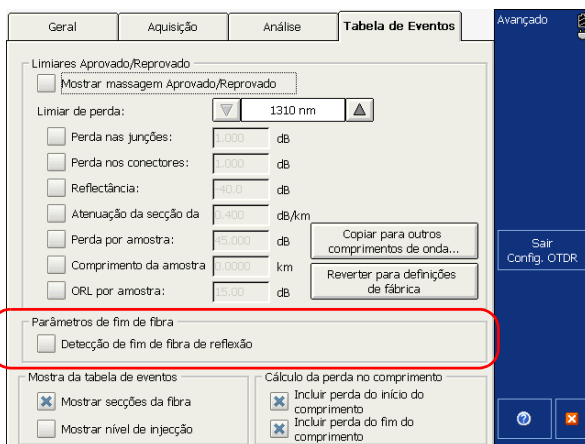 Geral
Aquisição
Análise
Tabela de Eventos
Avançado
Limiares Aprovado/Reprovado
Mostrar massagem Aprovado/Reprovado
Limiar de perda:
1310 nm
Perda nas junções:
1.000
dB
Perda nos conectores:
1.000
dB
Reflectância:
-40.0
dB
Atenuação da secção da
0.400
dB/km
Perda por amostra:
45.000
dB
Copiar para outros
comprimentos de onda...
Comprimento da amostra
0.0000
km
Reverter para definições
de fábrica
ORL por amostra:
15.00
dB
Sair
Config. OTDR
Parâmetros de fim de fibra
Detecção de fim de fibra de reflexão
Mostra da tabela de eventos
Mostrar secções da fibra
Mostrar nível de injecção
Cálculo da perda no comprimento
Incluir perda do início do
comprimento
Incluir perda do fim do
comprimento